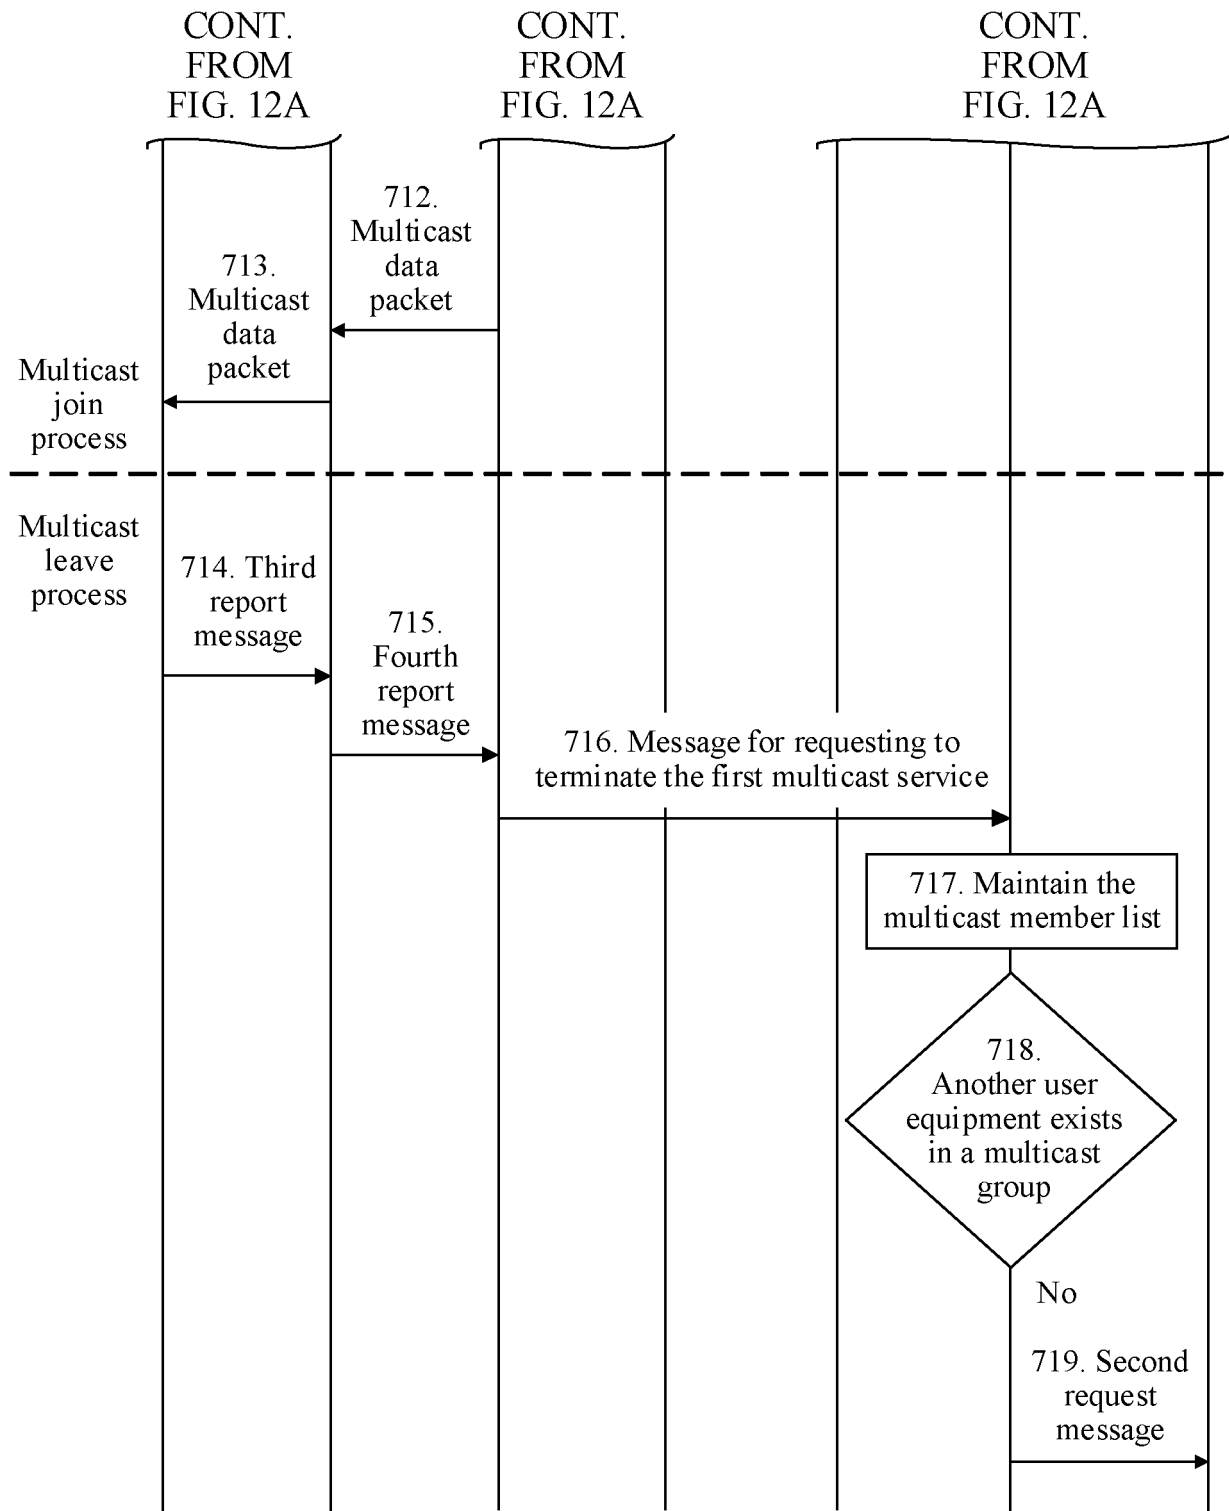 CONT.
FROM
FIG. 12A
CONT.
FROM
FIG. 12A
CONT.
FROM
FIG. 12A
712.
Multicast
data
packet
713.
Multicast
data
packet
Multicast
join
process
Multicast
leave
process
714. Third
report
message
715.
Fourth
report
message
716. Message for requesting to
terminate the first multicast service
717. Maintain the
multicast member list
718.
Another user
equipment exists
in a multicast
group
No
719. Second
request
message